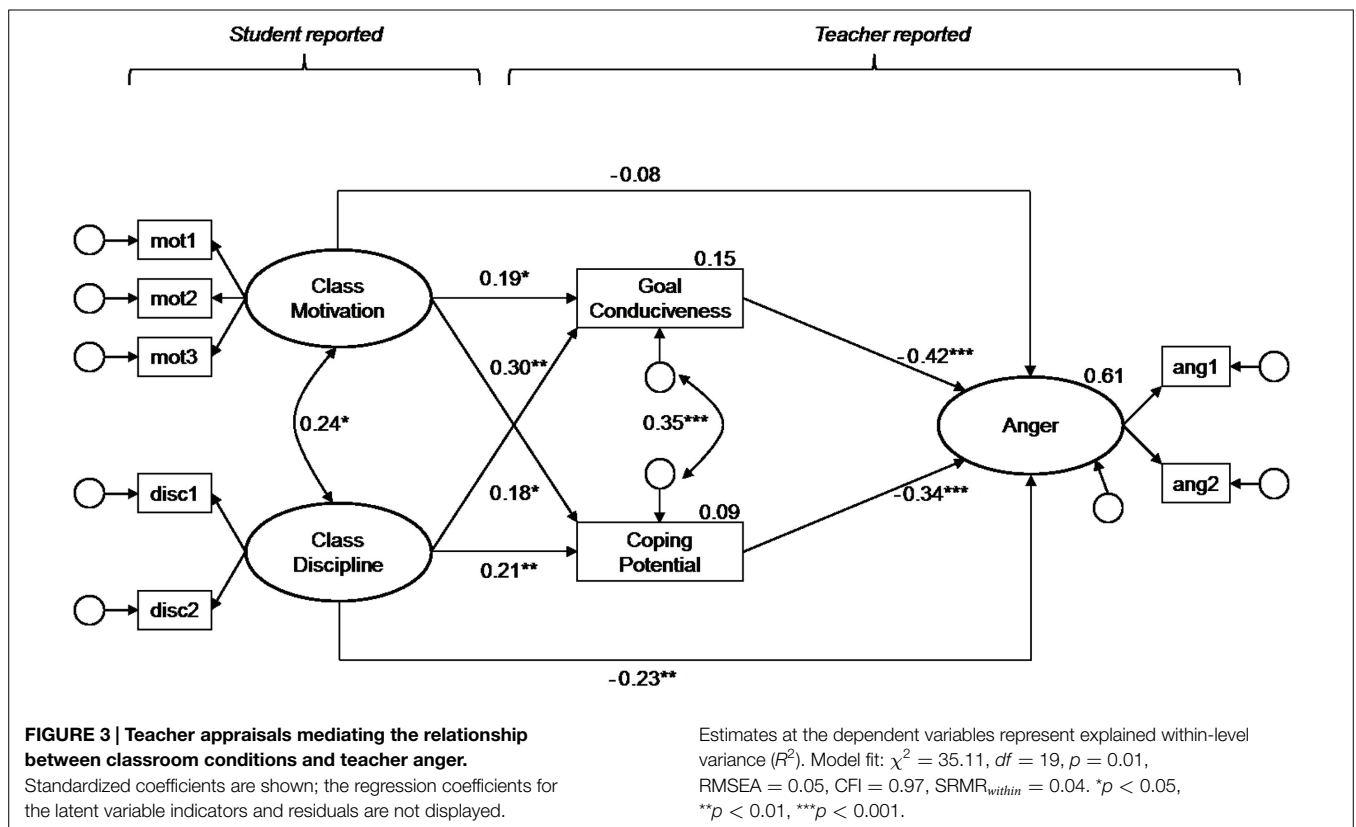 Student reported
Teacher reported
-0.08
mot1
mot2
mot3
Class
Motivation
0.19*
0.15
Goal
Conduciveness
0.30**
-0.42***
0.24*
0.35***
0.61
Anger
ang1
ang2
disc1
disc2
Class
Discipline
0.18*
0.21**
0.09
Coping
Potential
-0.34***
-0.23**
FIGURE 3 | Teacher appraisals mediating the relationship
between classroom conditions and teacher anger.
Standardized coefficients are shown; the regression coefficients for
the latent variable indicators and residuals are not displayed.
Estimates at the dependent variables represent explained within-level
variance (R²). Model fit: χ² = 35.11, df = 19, p = 0.01,
RMSEA = 0.05, CFI = 0.97, SRMRwithin = 0.04. *p < 0.05,
**p < 0.01, ***p < 0.001.